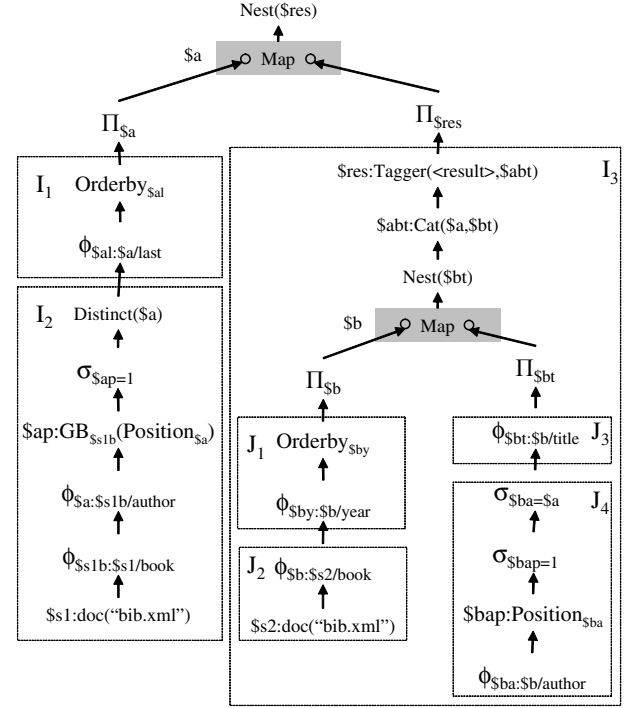 Nest($res)
$a
Map
Π$a
Π$res
I1
Orderby$al
ϕ$al:$a/last
I2
Distinct($a)
σ$ap=1
$ap:GB$s1b(Position$a)
ϕ$a:$s1b/author
ϕ$s1b:$s1/book
$s1:doc(“bib.xml”)
I3
$res:Tagger(<result>,$abt)
$abt:Cat($a,$bt)
Nest($bt)
$b
Map
Π$b
Π$bt
J1
Orderby$by
ϕ$by:$b/year
J2
ϕ$b:$s2/book
$s2:doc(“bib.xml”)
ϕ$bt:$b/title
J3
σ$ba=$a
J4
σ$bap=1
$bap:Position$ba
ϕ$ba:$b/author